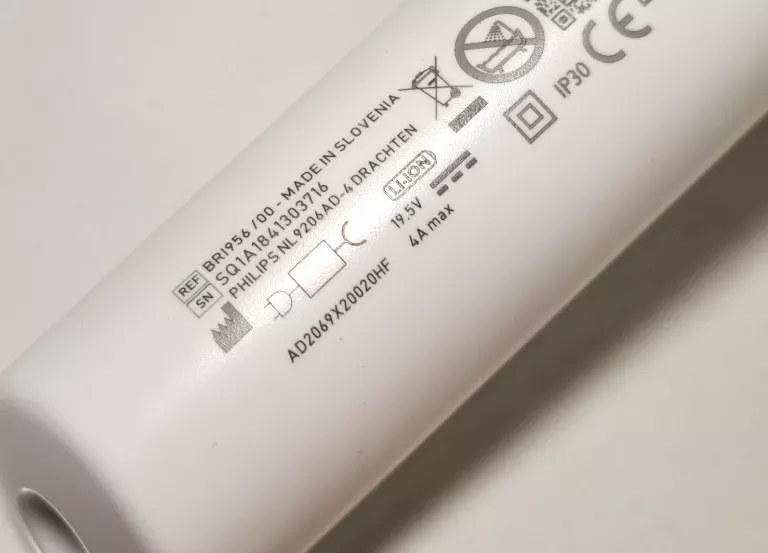 REF BRI956 /00 - MADE IN SLOVENIA
SN SQ1A1841303716
PHILIPS NL9206AD-4 DRACHTEN
AD2069X20020HF
LI-ION
19.5V
4A max
IP30
CE